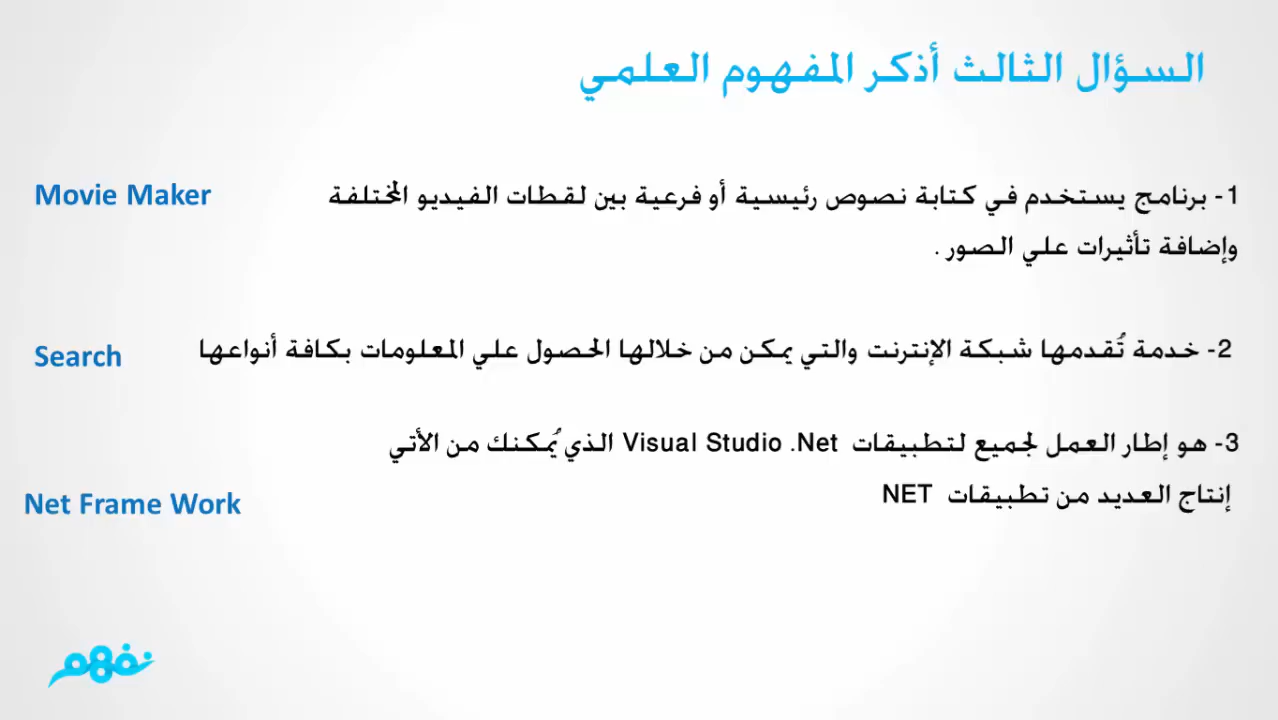 السؤال الثالث أذكر المفهوم العلمي
1- برنامج يستخدم في كتابة نصوص رئيسية أو فرعية بين لقطات الفيديو المختلفة
Movie Maker
وإضافة تأثيرات علي الصور .
2- خدمة تُقدمها شبكة الإنترنت والتي يمكن من خلالها الحصول علي المعلومات بكافة أنواعها
Search
3- هو إطار العمل لجميع لتطبيقات Visual Studio .Net الذي يُمكنك من الأتي
إنتاج العديد من تطبيقات NET
Net Frame Work
نفهم